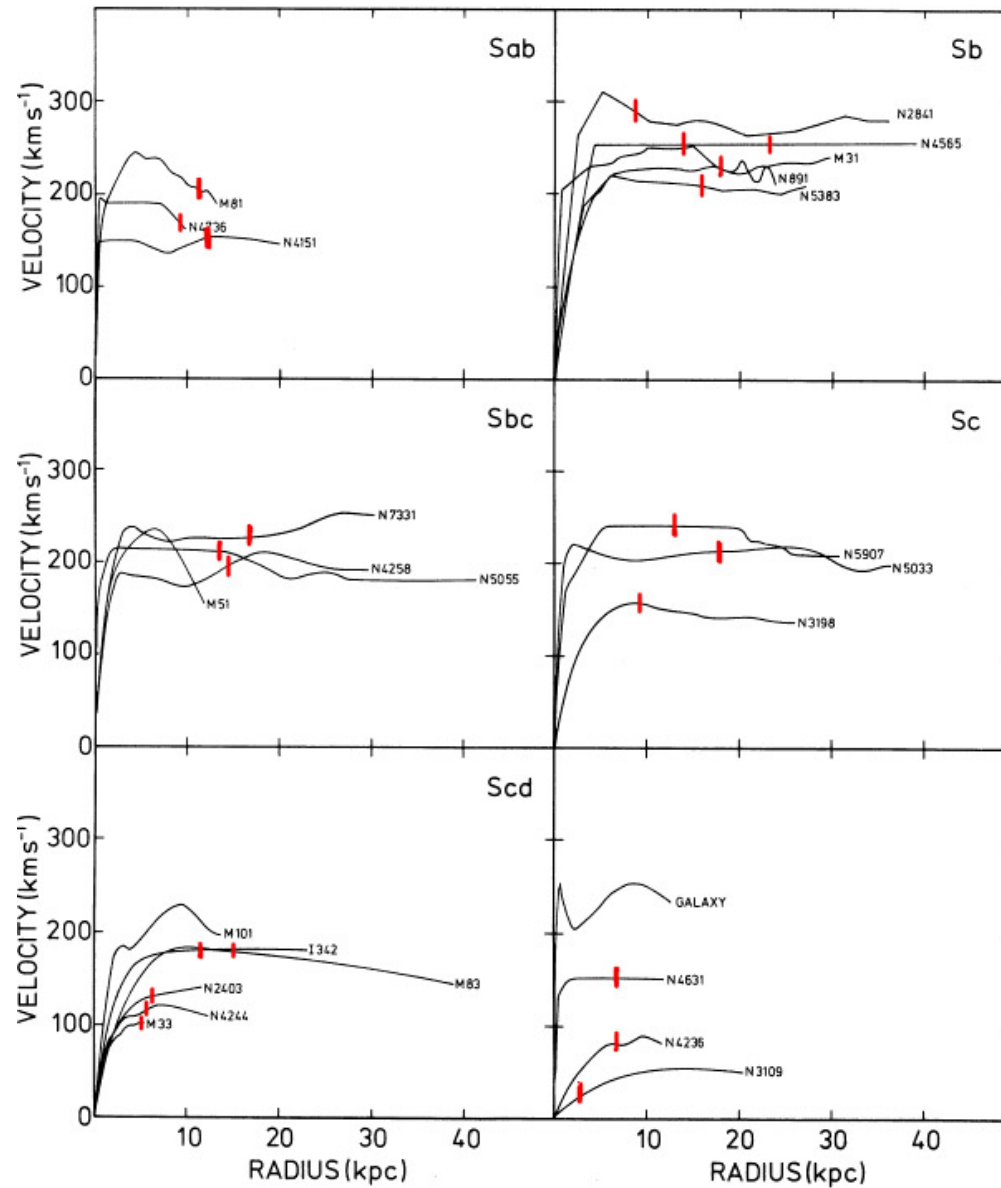 Sab
VELOCITY (km s⁻¹)
300
200
100
0
M81
N4736
N4151
Sb
N2841
N4565
M31
N891
N5383
Sbc
VELOCITY (km s⁻¹)
300
200
100
0
N7331
N4258
N5055
M51
Sc
N5907
N5033
N3198
Scd
VELOCITY (km s⁻¹)
300
200
100
0
M101
I342
M83
N2403
N4244
M33
10 20 30 40
RADIUS (kpc)
GALAXY
N4631
N4236
N3109
10 20 30 40
RADIUS (kpc)